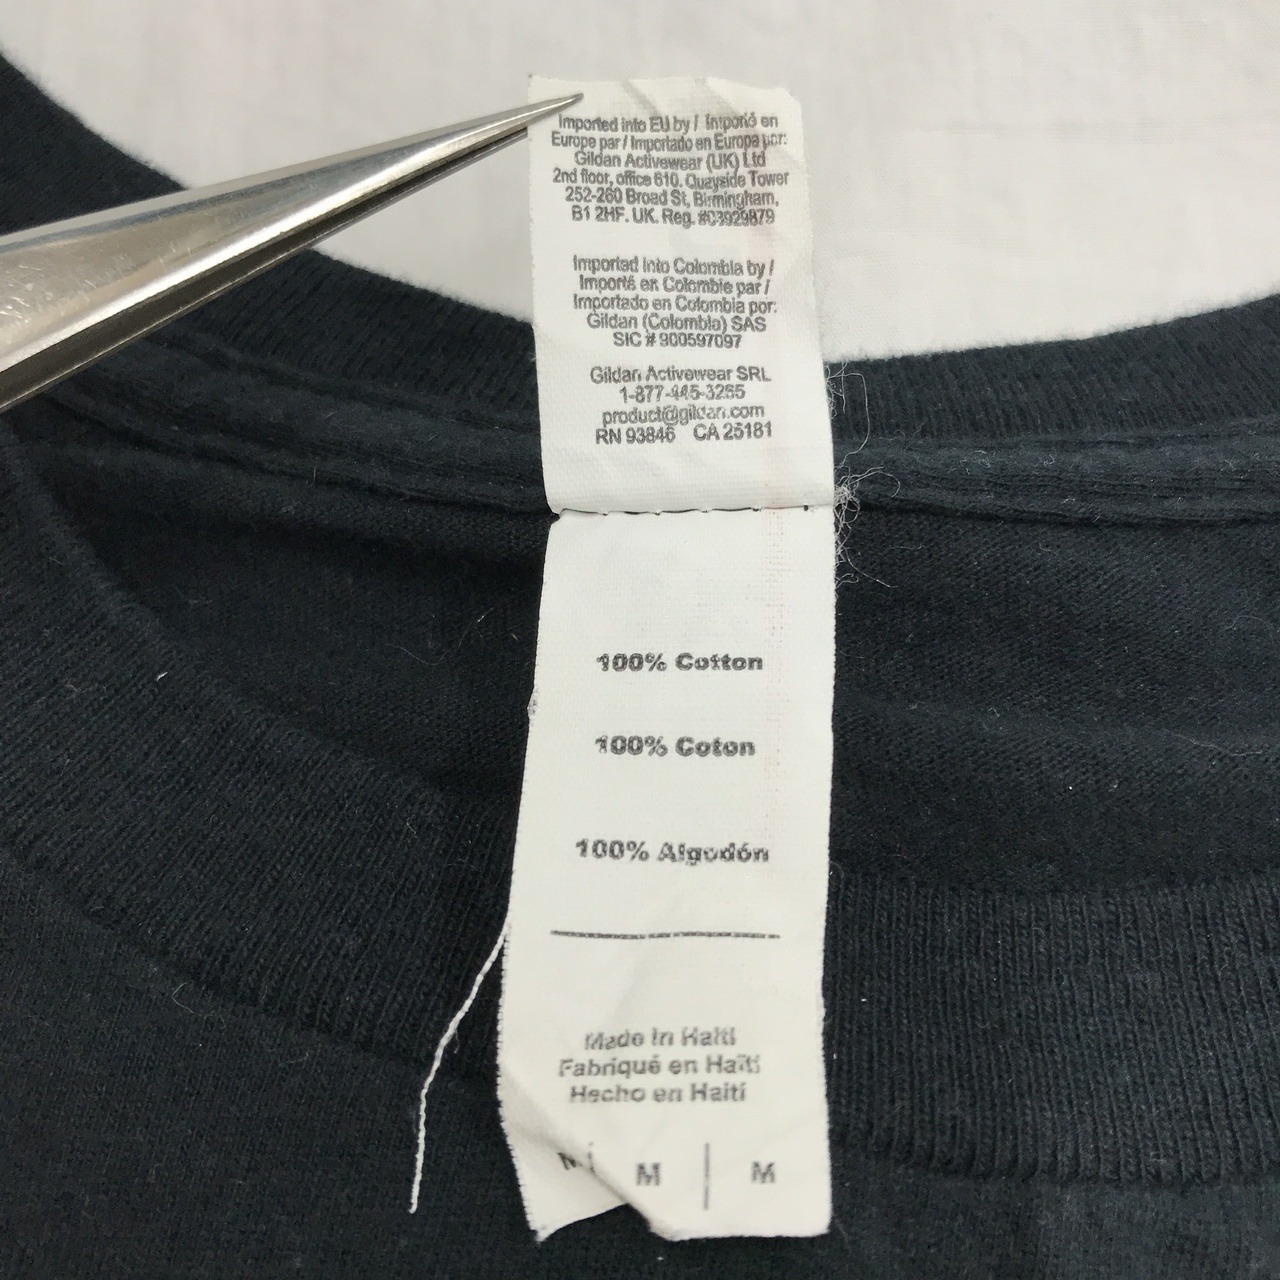 Imported into EU by / Importé en
Europe par / Importado en Europa por:
Gildan Activewear (UK) Ltd
2nd floor, office 610, Quayside Tower
252-260 Broad St, Birmingham,
B1 2HF. UK. Reg. #03929879
Imported into Colombia by /
Importé en Colombie par /
Importado en Colombia por:
Gildan (Colombia) SAS
SIC # 900597097
Gildan Activewear SRL
1-877-445-3265
product@gildan.com
RN 93846 CA 25181
100% Cotton
100% Coton
100% Algodón
Made in Haiti
Fabriqué en Haïti
Hecho en Haití
M | M | M